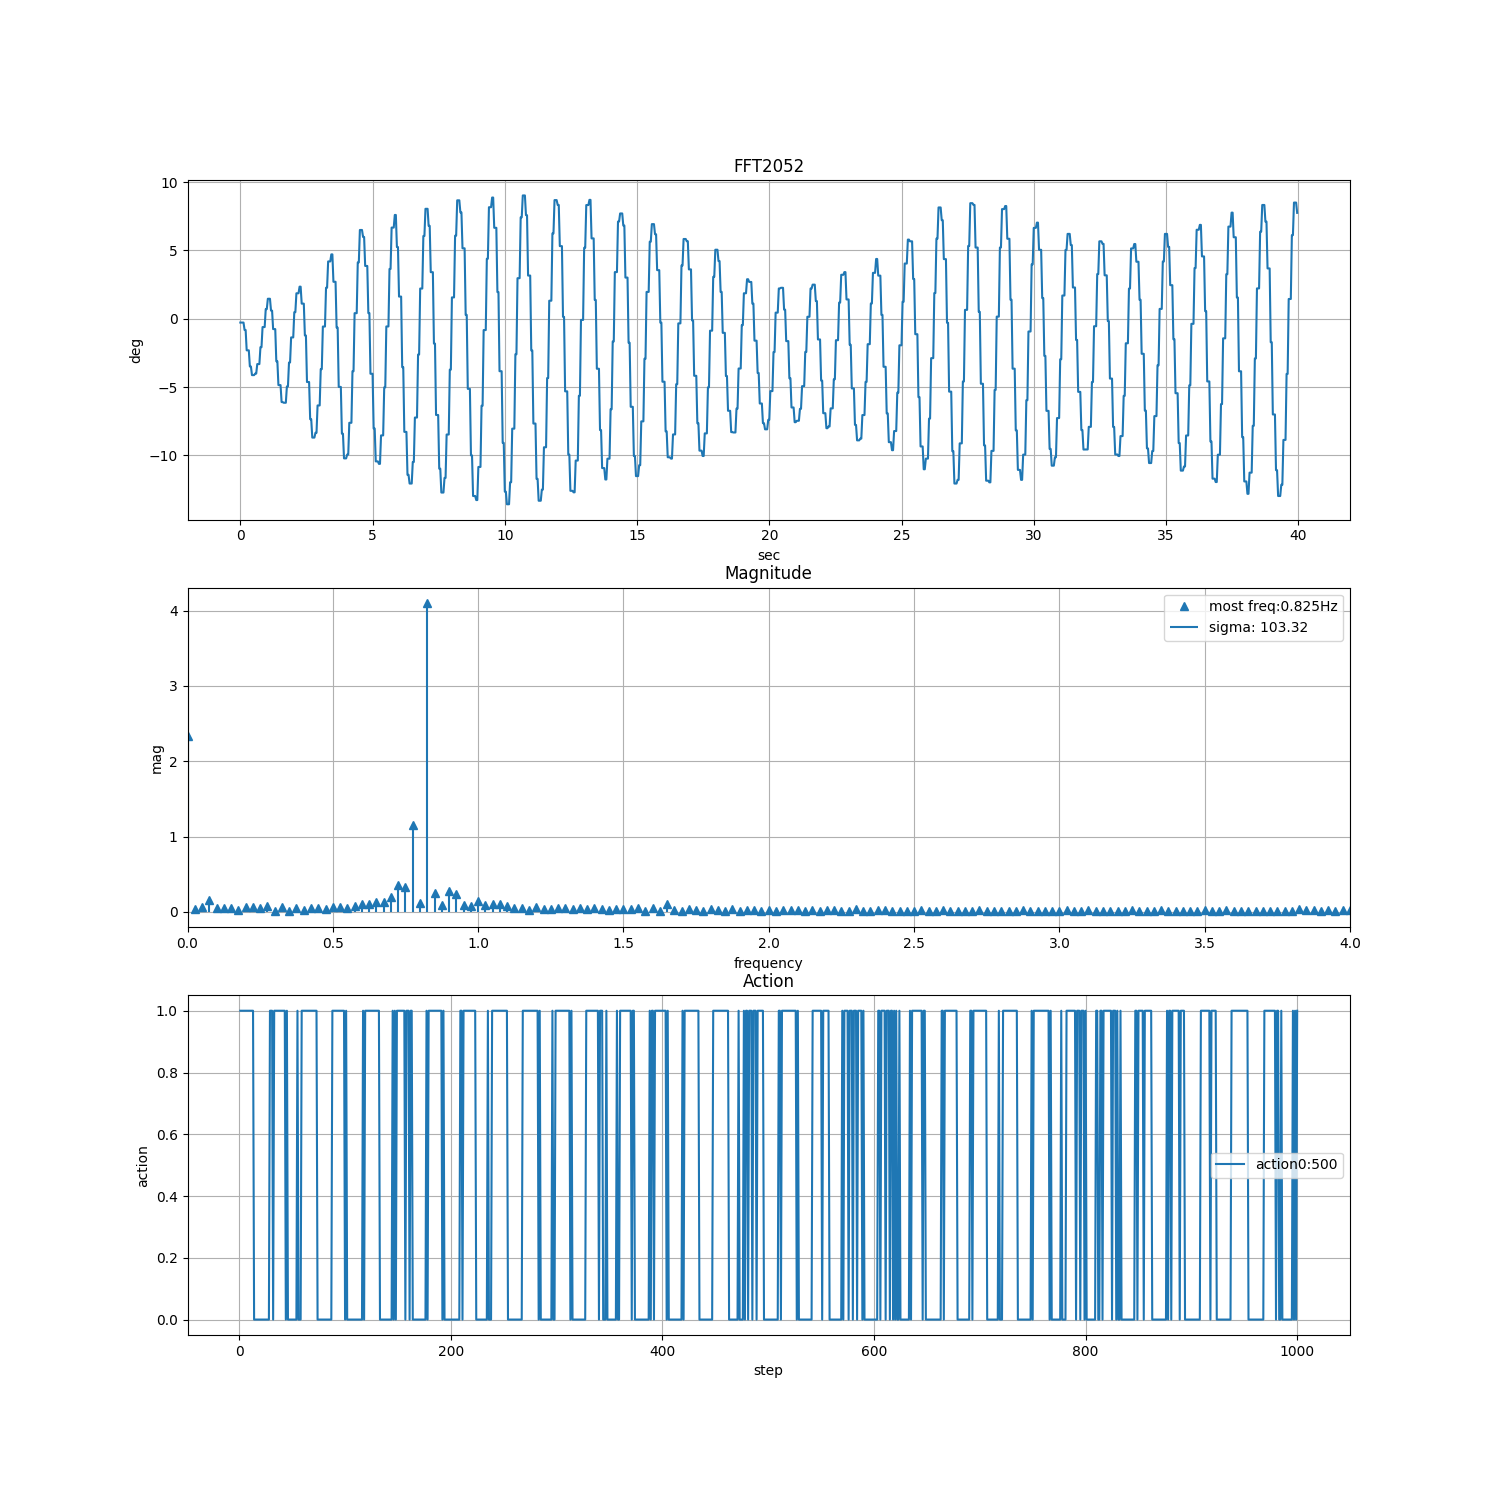 FFT2052
10
5
0
−5
−10
deg
0 5 10 15 20 25 30 35 40
sec
Magnitude
most freq:0.825Hz
sigma: 103.32
4
3
2
1
0
mag
0.0 0.5 1.0 1.5 2.0 2.5 3.0 3.5 4.0
frequency
Action
1.0
0.8
0.6
0.4
0.2
0.0
action
action0:500
0 200 400 600 800 1000
step